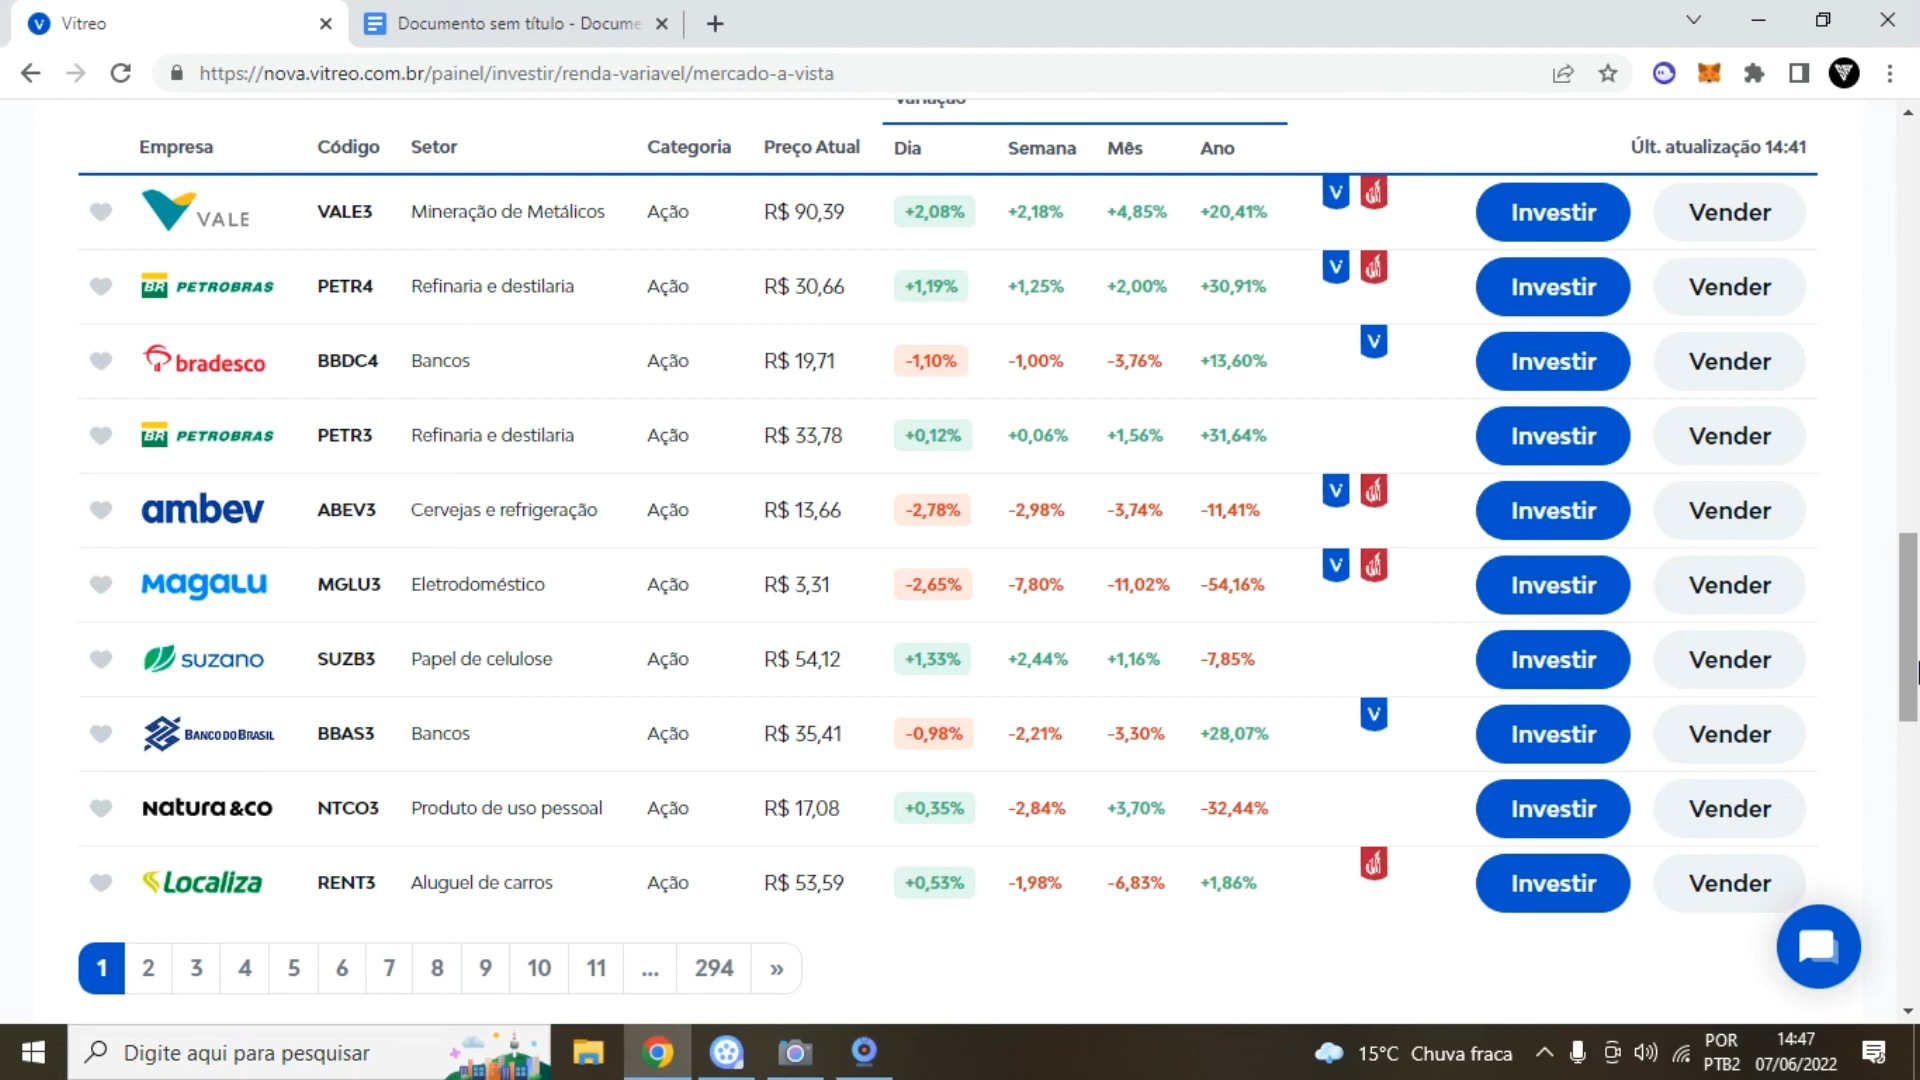 Vitreo
Documento sem título - Docume
https://nova.vitreo.com.br/painel/investir/renda-variavel/mercado-a-vista
Variação
Empresa Código Setor Categoria Preço Atual Dia Semana Mês Ano Últ. atualização 14:41
VALE VALE3 Mineração de Metálicos Ação R$ 90,39 +2,08% +2,18% +4,85% +20,41% V Investir Vender
BR PETROBRAS PETR4 Refinaria e destilaria Ação R$ 30,66 +1,19% +1,25% +2,00% +30,91% V Investir Vender
bradesco BBDC4 Bancos Ação R$ 19,71 -1,10% -1,00% -3,76% +13,60% V Investir Vender
BR PETROBRAS PETR3 Refinaria e destilaria Ação R$ 33,78 +0,12% +0,06% +1,56% +31,64% Investir Vender
ambev ABEV3 Cervejas e refrigeração Ação R$ 13,66 -2,78% -2,98% -3,74% -11,41% V Investir Vender
magalu MGLU3 Eletrodoméstico Ação R$ 3,31 -2,65% -7,80% -11,02% -54,16% V Investir Vender
suzano SUZB3 Papel de celulose Ação R$ 54,12 +1,33% +2,44% +1,16% -7,85% Investir Vender
BANCO DO BRASIL BBAS3 Bancos Ação R$ 35,41 -0,98% -2,21% -3,30% +28,07% V Investir Vender
natura &co NTCO3 Produto de uso pessoal Ação R$ 17,08 +0,35% -2,84% +3,70% -32,44% Investir Vender
Localiza RENT3 Aluguel de carros Ação R$ 53,59 +0,53% -1,98% -6,83% +1,86% Investir Vender
1 2 3 4 5 6 7 8 9 10 11 ... 294 »
Digite aqui para pesquisar 15°C Chuva fraca POR 14:47
PTB2 07/06/2022